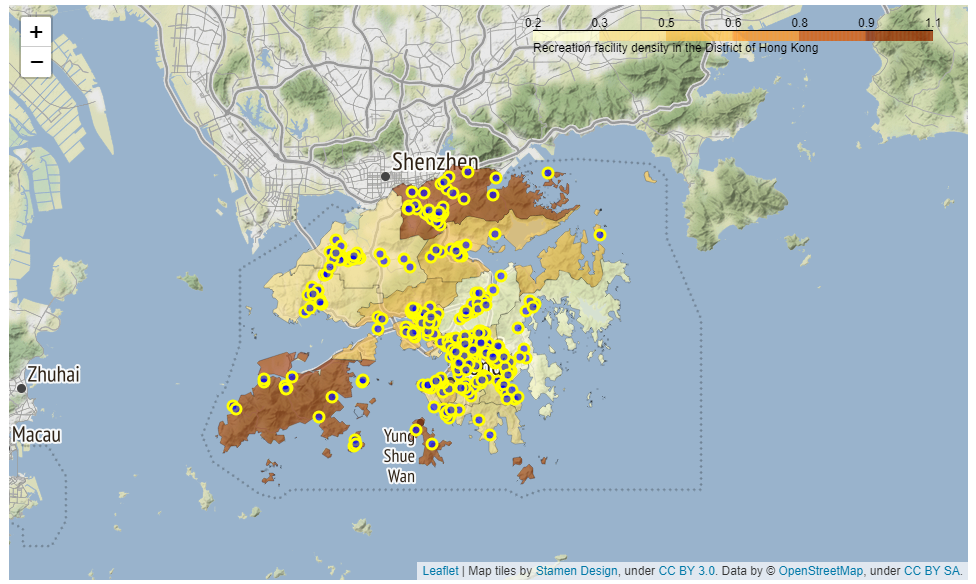 +
−
0.2 0.3 0.5 0.6 0.8 0.9 1.1
Recreation facility density in the District of Hong Kong
Shenzhen
Zhuhai
Macau
Yung
Shue
Wan
Leaflet | Map tiles by Stamen Design, under CC BY 3.0. Data by © OpenStreetMap, under CC BY SA.